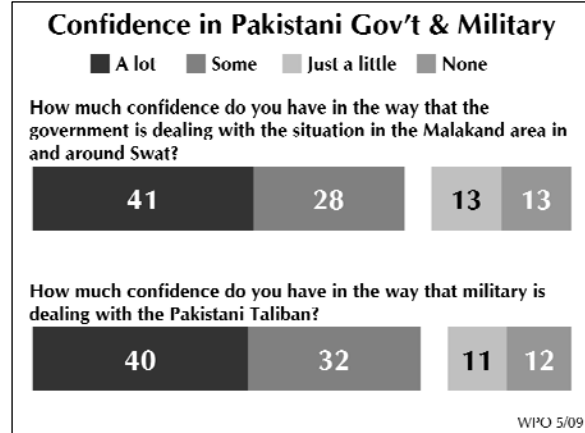 Confidence in Pakistani Gov't & Military
A lot Some Just a little None
How much confidence do you have in the way that the
government is dealing with the situation in the Malakand area in
and around Swat?
41 28 13 13
How much confidence do you have in the way that military is
dealing with the Pakistani Taliban?
40 32 11 12
WPO 5/09